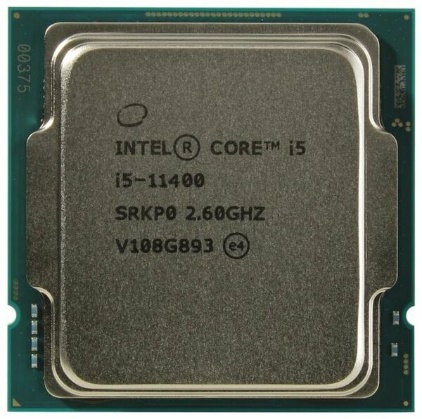 00375
INTEL® CORE™ i5
i5-11400
SRKP0 2.60GHZ
V108G893 e4